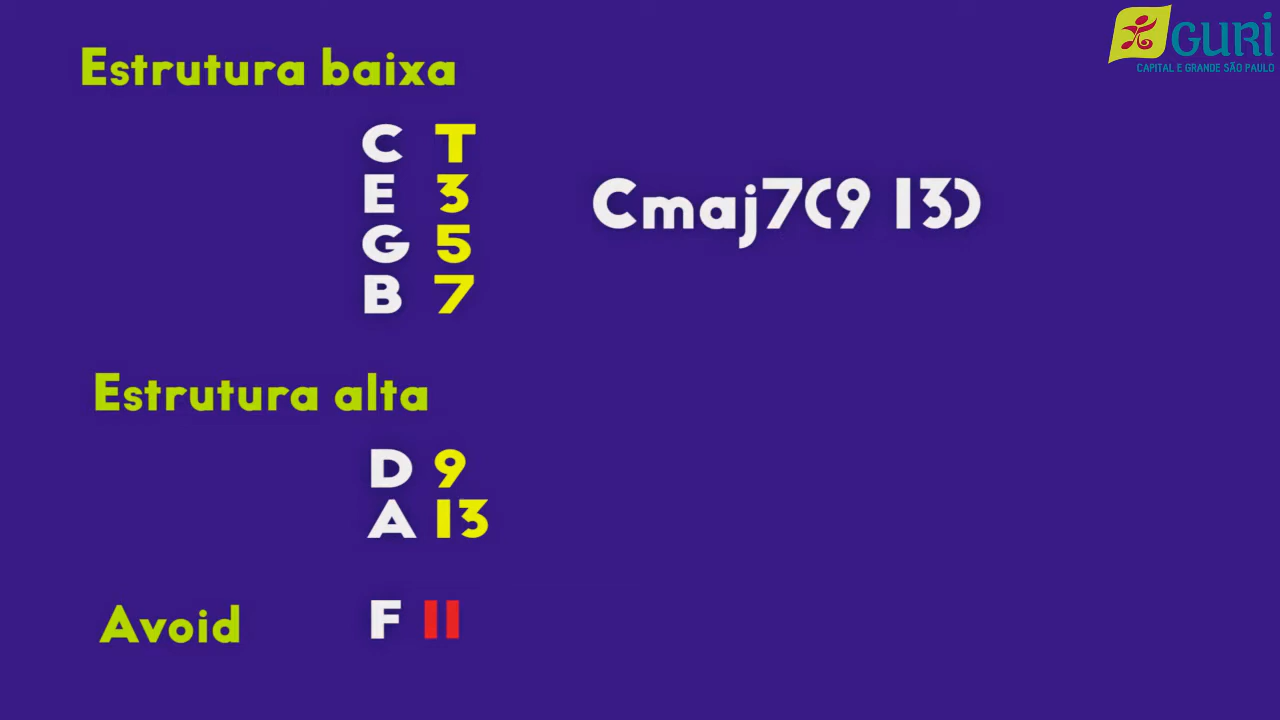 GURi
CAPITAL E GRANDE SÃO PAULO
Estrutura baixa
C T
E 3
G 5
B 7
Cmaj7(9 13)
Estrutura alta
D 9
A 13
Avoid F 11